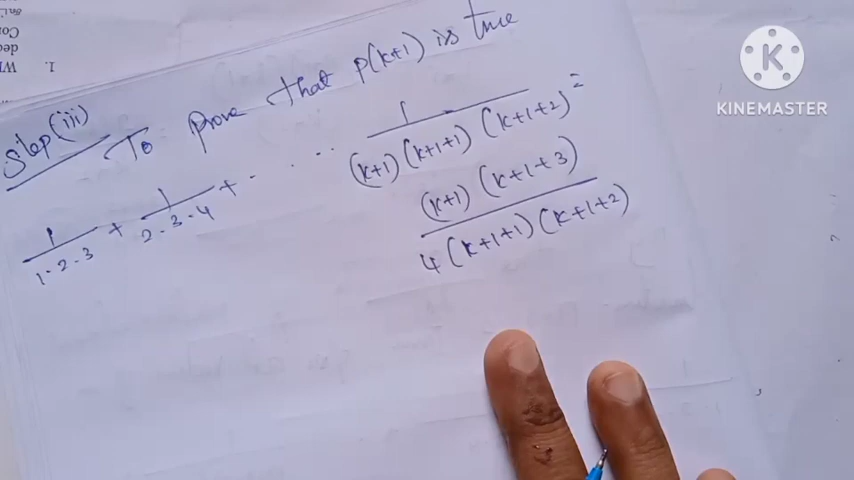 1.
Step (iii) To prove that p(k+1) is true
1/1·2·3 + 1/2·3·4 + ..... 1/(k+1)(k+1+1)(k+1+2) =
(k+1)(k+1+3)/4(k+1+1)(k+1+2)
K
KINEMASTER